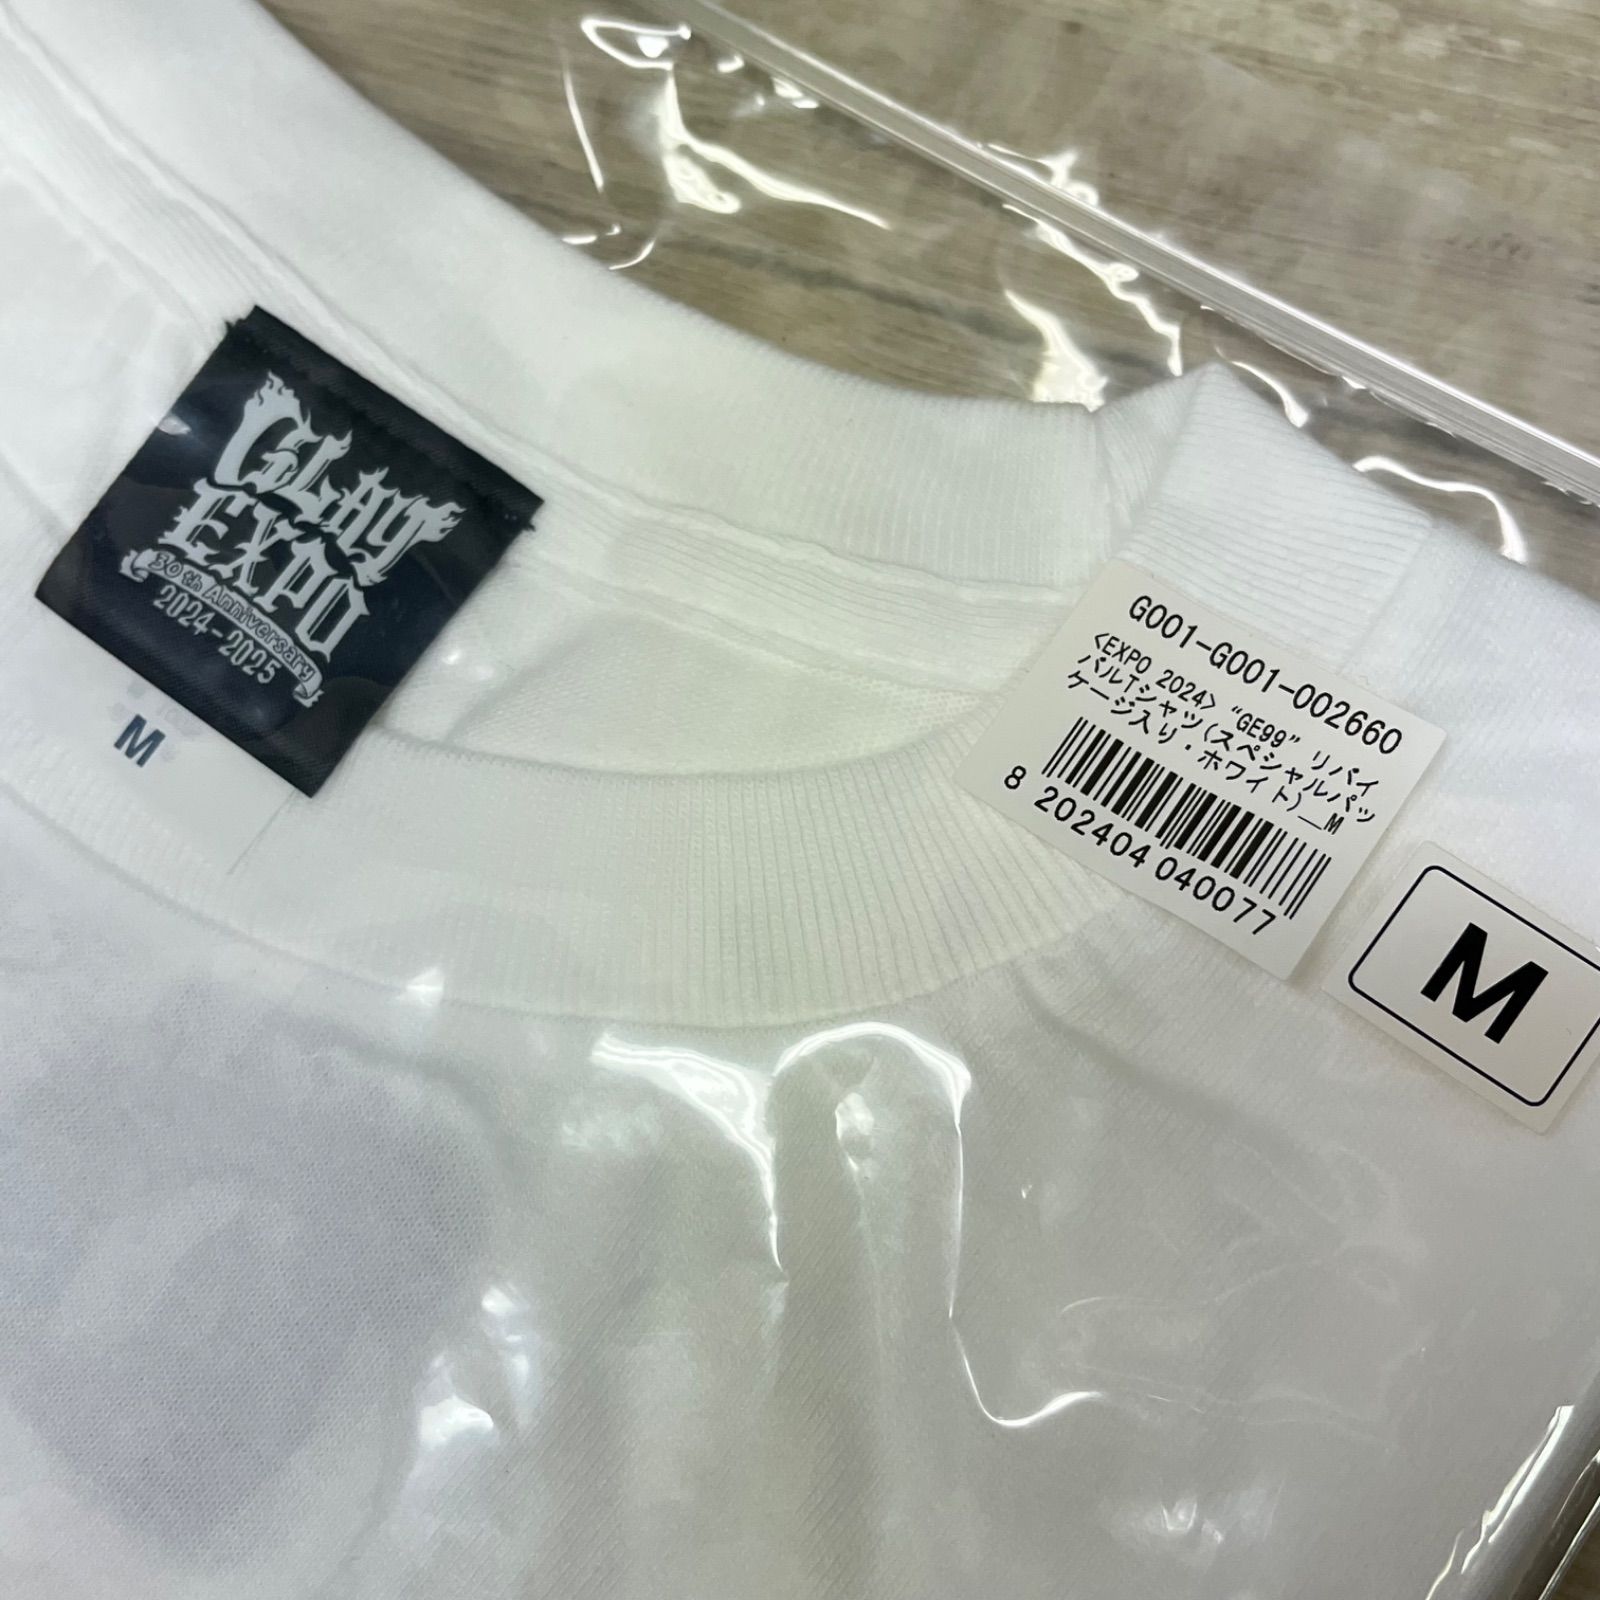 GLAY
EXPO
30th Anniversary
2024-2025
M
G001-G001-002660
<EXPO 2024> "GE99" リバイ
バルTシャツ(スペシャルパッ
ケージ入り・ホワイト)__M
8 202404 040077
M